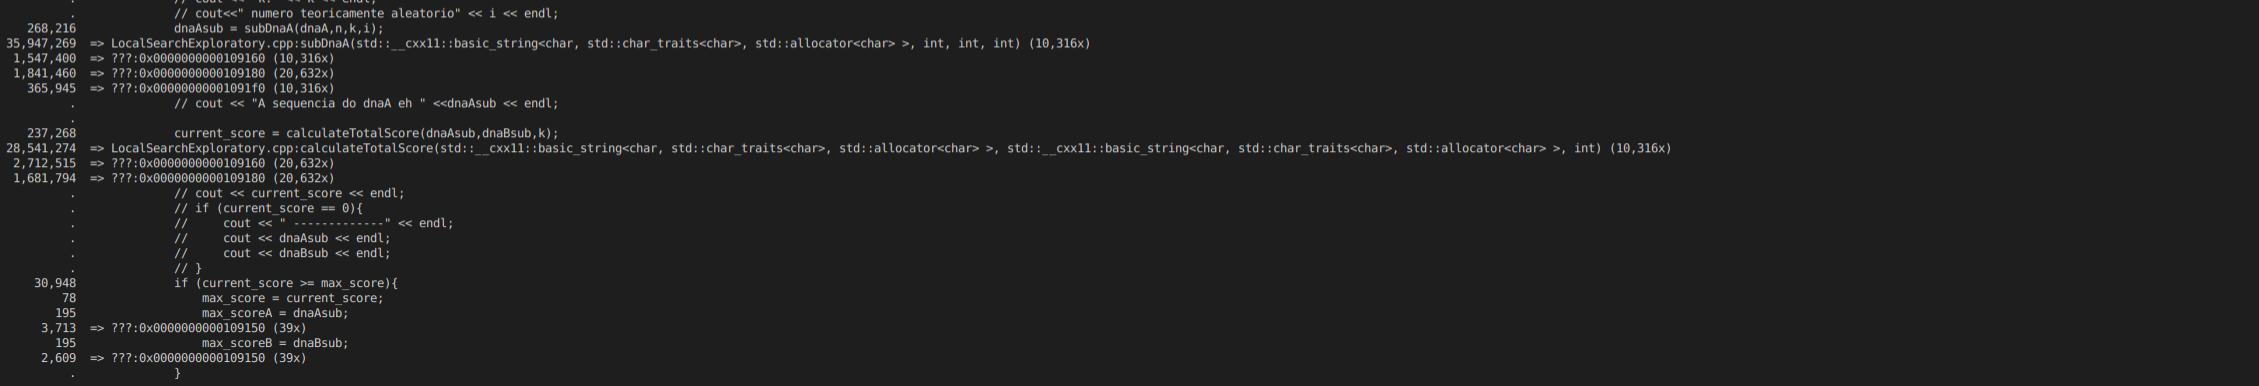 // cout<<" numero teoricamente aleatorio" << i << endl;
268,216 dnaAsub = subDnaA(dnaA,n,k,i);
35,947,269 => LocalSearchExploratory.cpp:subDnaA(std::__cxx11::basic_string<char, std::char_traits<char>, std::allocator<char> >, int, int, int) (10,316x)
1,547,400 => ???:0x0000000000109160 (10,316x)
1,841,460 => ???:0x0000000000109180 (20,632x)
365,945 => ???:0x00000000001091f0 (10,316x)
. // cout << "A sequencia do dnaA eh " <<dnaAsub << endl;
.
237,268 current_score = calculateTotalScore(dnaAsub,dnaBsub,k);
28,541,274 => LocalSearchExploratory.cpp:calculateTotalScore(std::__cxx11::basic_string<char, std::char_traits<char>, std::allocator<char> >, std::__cxx11::basic_string<char, std::char_traits<char>, std::allocator<char> >, int) (10,316x)
2,712,515 => ???:0x0000000000109160 (20,632x)
1,681,794 => ???:0x0000000000109180 (20,632x)
. // cout << current_score << endl;
. // if (current_score == 0){
. // cout << " -------------" << endl;
. // cout << dnaAsub << endl;
. // cout << dnaBsub << endl;
. // }
30,948 if (current_score >= max_score){
78 max_score = current_score;
195 max_scoreA = dnaAsub;
3,713 => ???:0x0000000000109150 (39x)
195 max_scoreB = dnaBsub;
2,609 => ???:0x0000000000109150 (39x)
. }